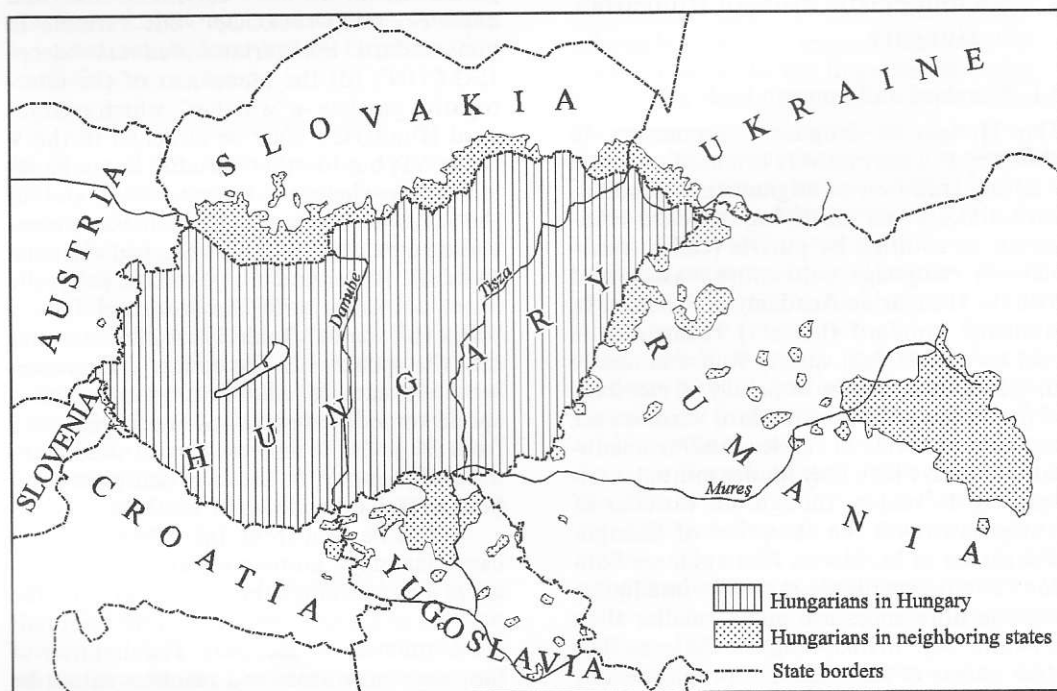 SLOVAKIA
UKRAINE
AUSTRIA
Danube
Tisza
HUNGARY
RUMANIA
SLOVENIA
CROATIA
Mures
YUGOSLAVIA
Hungarians in Hungary
Hungarians in neighboring states
State borders